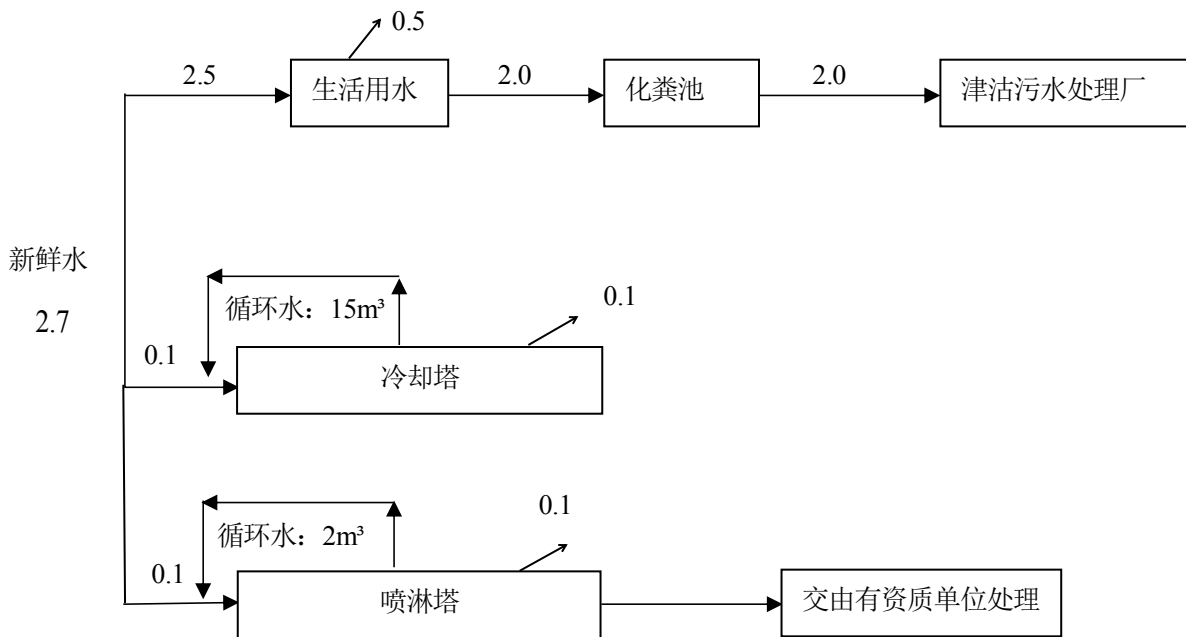 0.5
2.5
生活用水
2.0
化粪池
2.0
津沽污水处理厂
新鲜水
2.7
循环水：15m³
0.1
0.1
冷却塔
循环水：2m³
0.1
0.1
喷淋塔
交由有资质单位处理